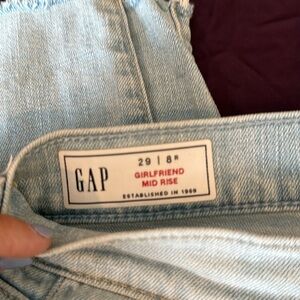 GAP
29 | 8R
GIRLFRIEND
MID RISE
ESTABLISHED IN 1969